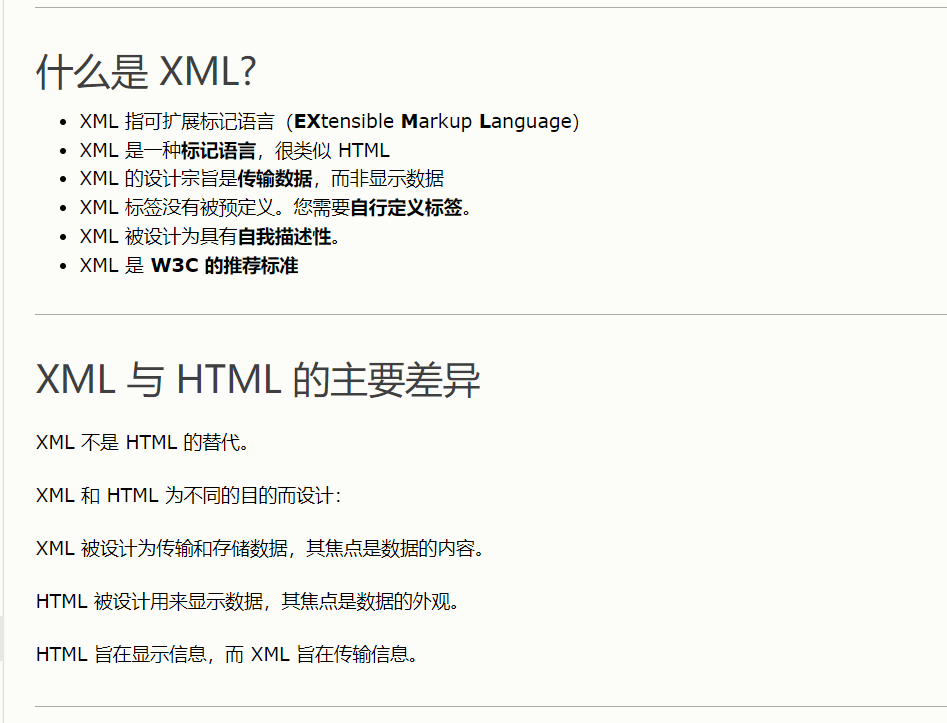 什么是 XML?
XML 指可扩展标记语言（EXtensible Markup Language）
XML 是一种标记语言，很类似 HTML
XML 的设计宗旨是传输数据，而非显示数据
XML 标签没有被预定义。您需要自行定义标签。
XML 被设计为具有自我描述性。
XML 是 W3C 的推荐标准
XML 与 HTML 的主要差异
XML 不是 HTML 的替代。
XML 和 HTML 为不同的目的而设计：
XML 被设计为传输和存储数据，其焦点是数据的内容。
HTML 被设计用来显示数据，其焦点是数据的外观。
HTML 旨在显示信息，而 XML 旨在传输信息。